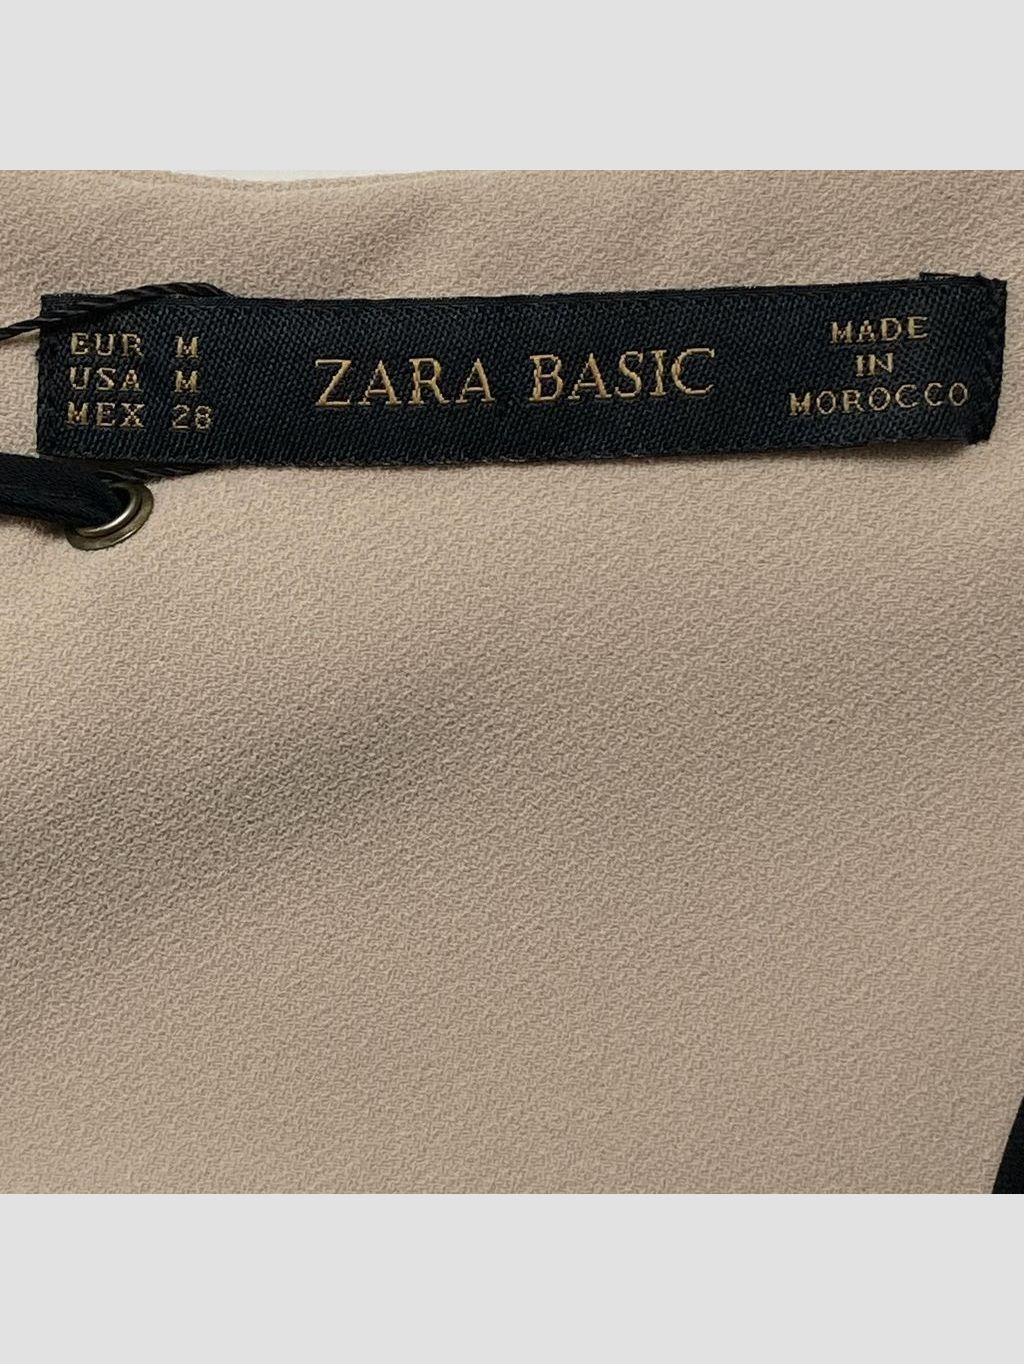 EUR M
USA M
MEX 28
ZARA BASIC
MADE
IN
MOROCCO